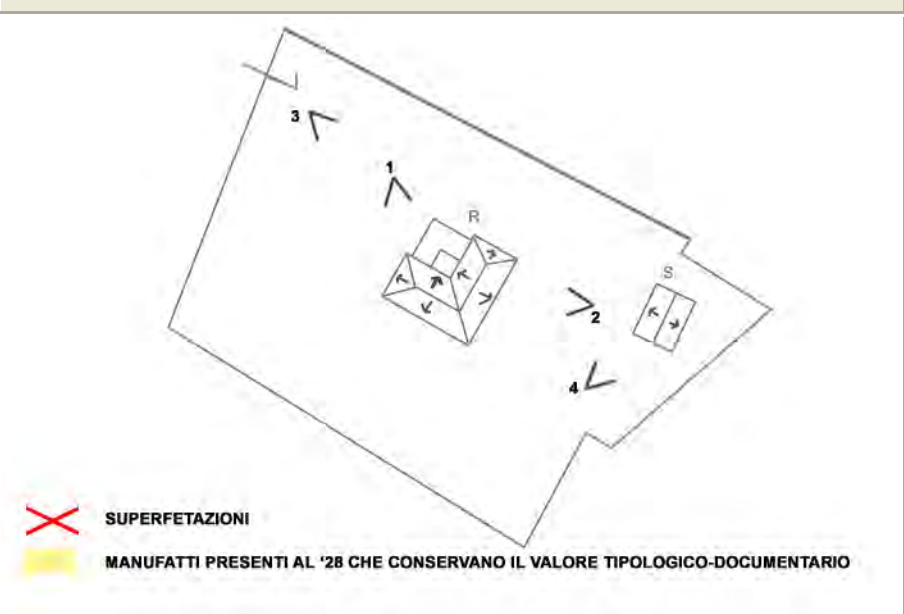 3
1
R
S
2
4
SUPERFETAZIONI
MANUFATTI PRESENTI AL '28 CHE CONSERVANO IL VALORE TIPOLOGICO-DOCUMENTARIO